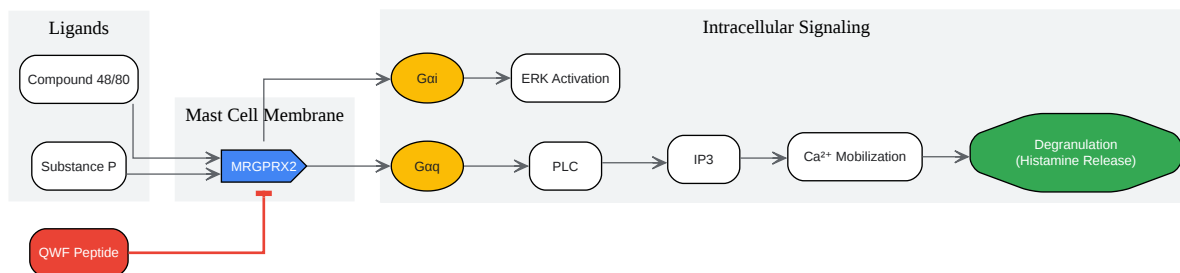 Ligands
Intracellular Signaling
Compound 48/80
Gαi
ERK Activation
Mast Cell Membrane
Substance P
MRGPRX2
Gαq
PLC
IP3
Ca²⁺ Mobilization
Degranulation
(Histamine Release)
QWF Peptide